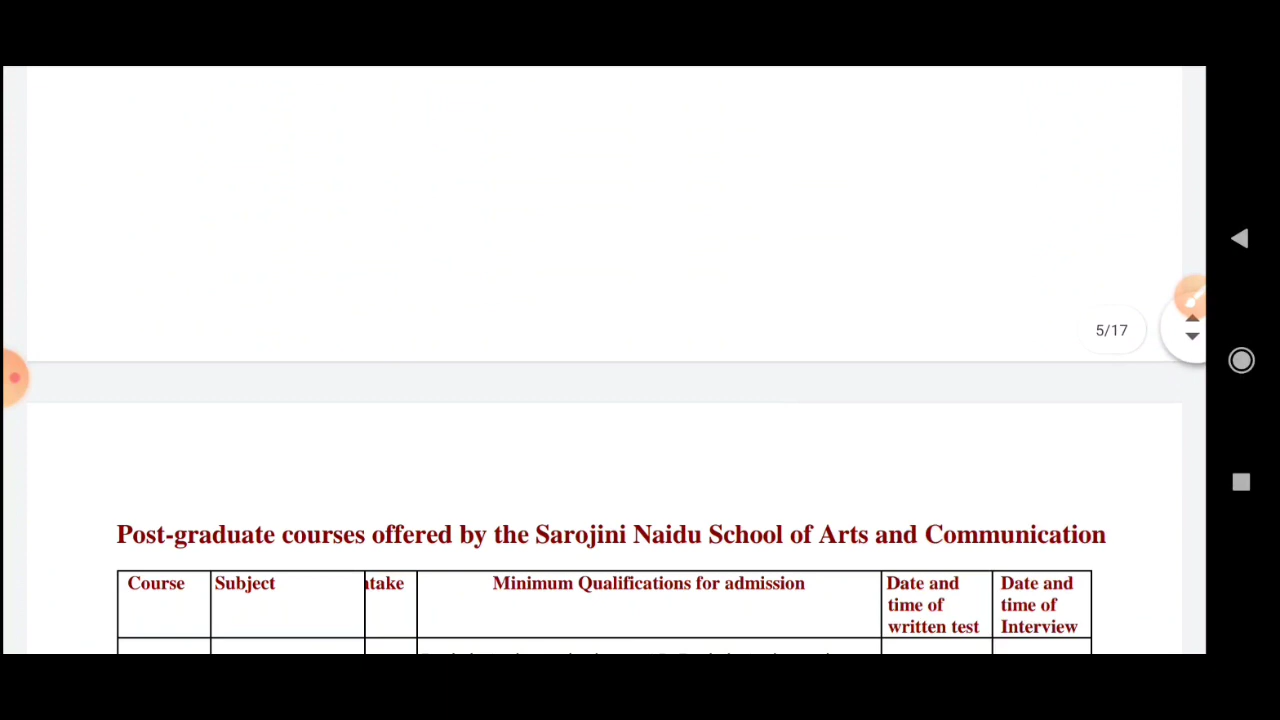 5/17
Post-graduate courses offered by the Sarojini Naidu School of Arts and Communication
Course Subject ntake Minimum Qualifications for admission Date and time of written test Date and time of Interview